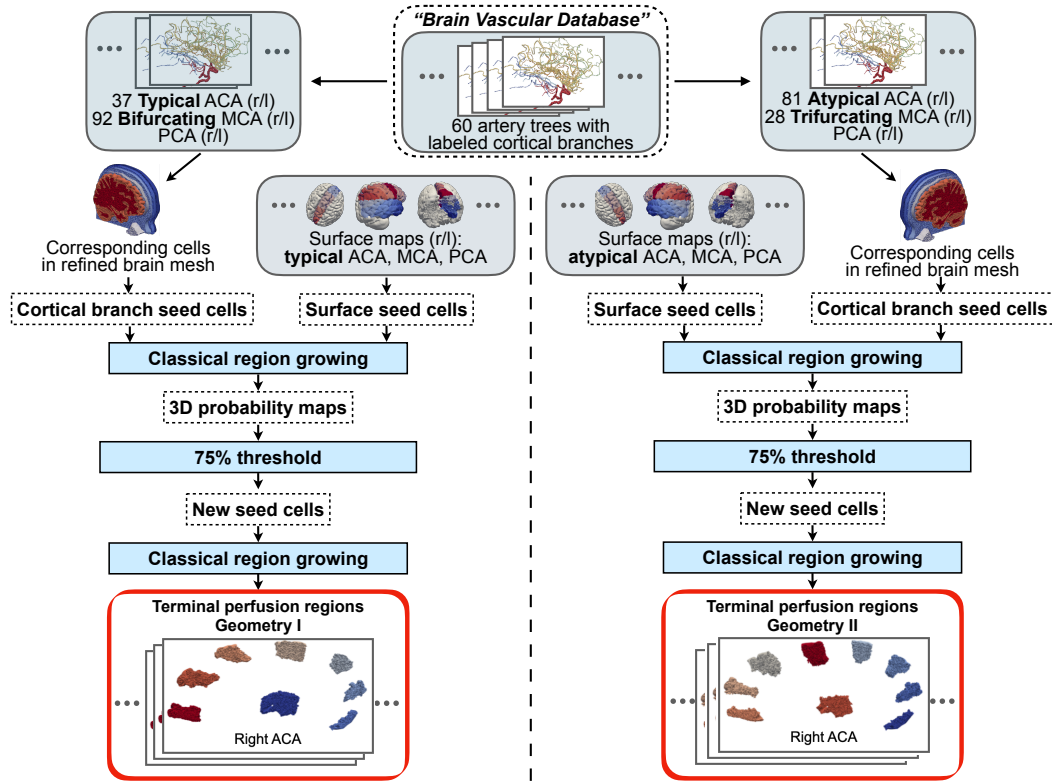 “Brain Vascular Database”
60 artery trees with
labeled cortical branches
37 Typical ACA (r/l)
92 Bifurcating MCA (r/l)
PCA (r/l)
81 Atypical ACA (r/l)
28 Trifurcating MCA (r/l)
PCA (r/l)
Corresponding cells
in refined brain mesh
Surface maps (r/l):
typical ACA, MCA, PCA
Cortical branch seed cells
Surface seed cells
Classical region growing
3D probability maps
75% threshold
New seed cells
Classical region growing
Terminal perfusion regions
Geometry I
Right ACA
Surface maps (r/l):
atypical ACA, MCA, PCA
Corresponding cells
in refined brain mesh
Surface seed cells
Cortical branch seed cells
Classical region growing
3D probability maps
75% threshold
New seed cells
Classical region growing
Terminal perfusion regions
Geometry II
Right ACA